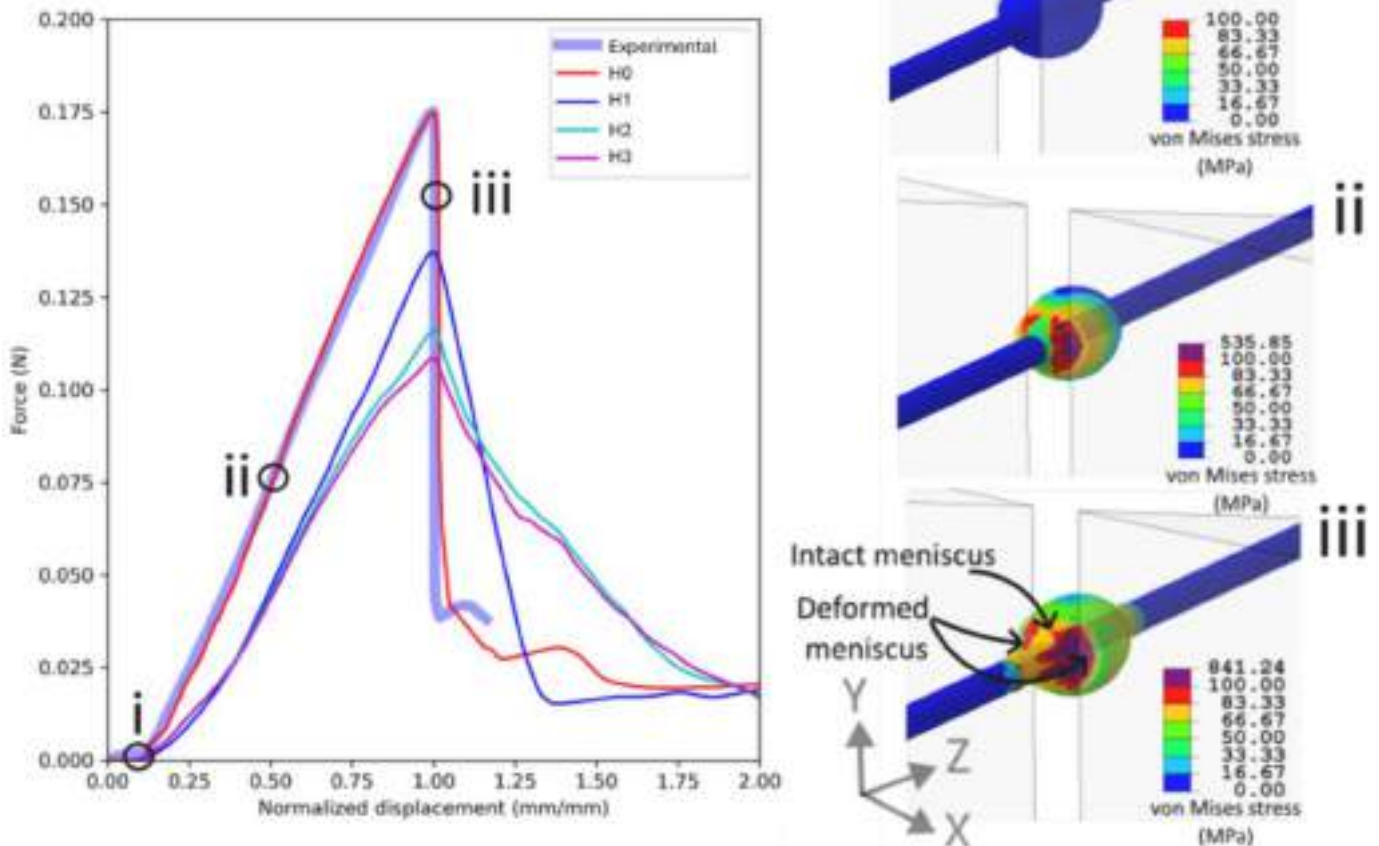 0.200
0.175
0.150
0.125
0.100
0.075
0.050
0.025
0.000
Force (N)
0.00 0.25 0.50 0.75 1.00 1.25 1.50 1.75 2.00
Normalized displacement (mm/mm)
Experimental
H0
H1
H2
H3
i
ii
iii
100.00
83.33
66.67
50.00
33.33
16.67
0.00
von Mises stress
(MPa)
ii
535.85
100.00
83.33
66.67
50.00
33.33
16.67
0.00
von Mises stress
(MPa)
iii
Intact meniscus
Deformed
meniscus
841.24
100.00
83.33
66.67
50.00
33.33
16.67
0.00
von Mises stress
(MPa)
Y
Z
X